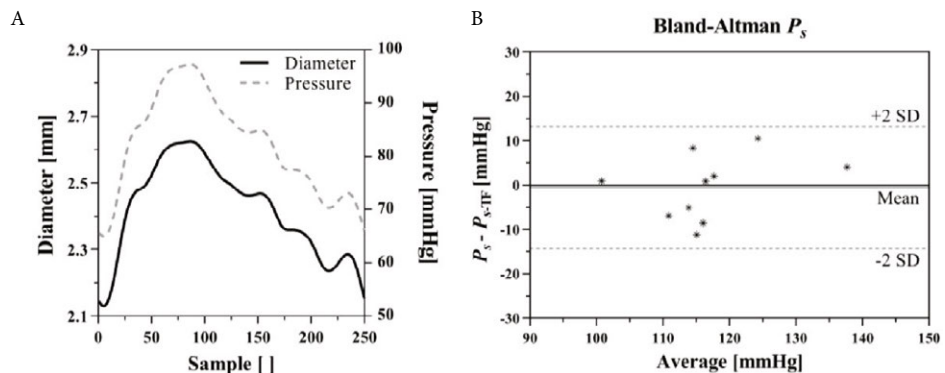 A
2.9
2.7
2.5
2.3
2.1
Diameter [mm]
Diameter
Pressure
100
90
80
70
60
50
Pressure [mmHg]
0 50 100 150 200 250
Sample [ ]
B
Bland-Altman Ps
30
20
10
0
-10
-20
-30
Ps - Ps-TF [mmHg]
+2 SD
Mean
-2 SD
90 100 110 120 130 140 150
Average [mmHg]